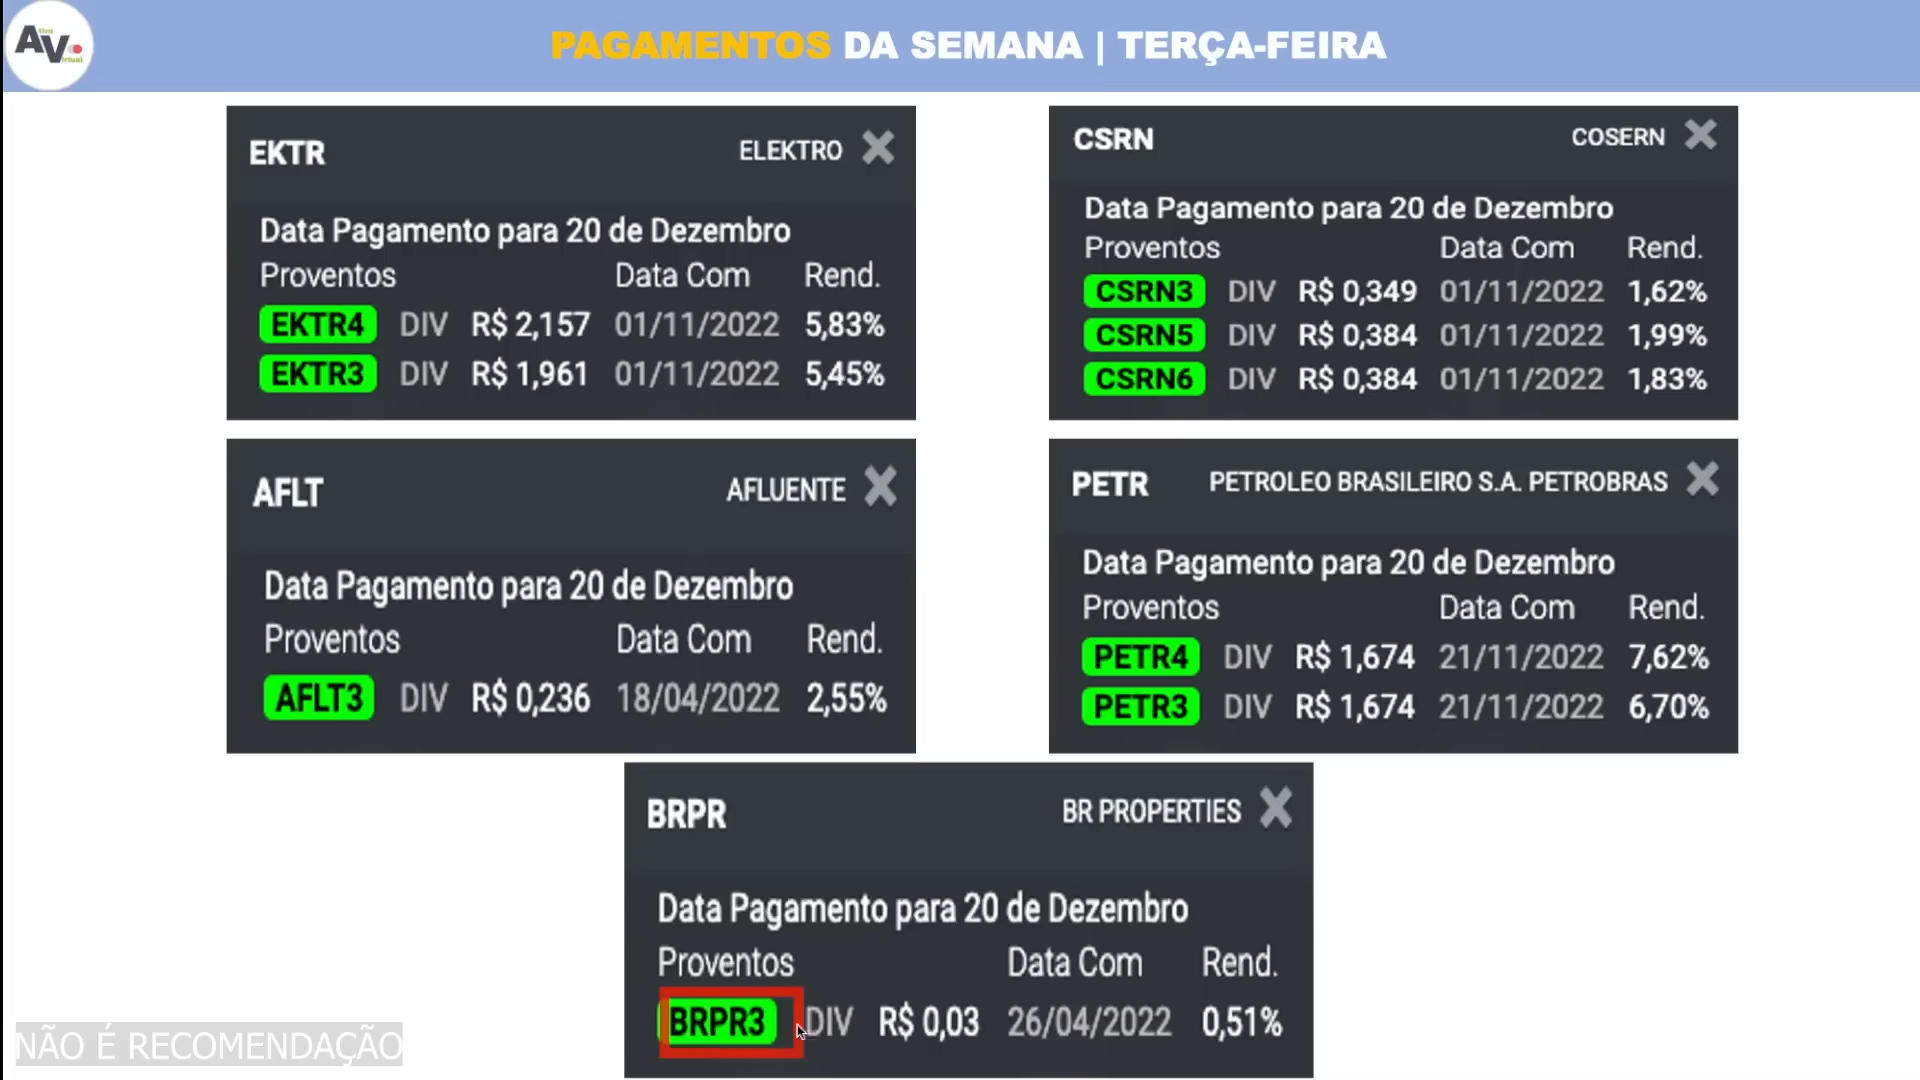 AV
Blog
irtual
PAGAMENTOS DA SEMANA | TERÇA-FEIRA
EKTR ELEKTRO
Data Pagamento para 20 de Dezembro
Proventos Data Com Rend.
EKTR4 DIV R$ 2,157 01/11/2022 5,83%
EKTR3 DIV R$ 1,961 01/11/2022 5,45%
CSRN COSERN
Data Pagamento para 20 de Dezembro
Proventos Data Com Rend.
CSRN3 DIV R$ 0,349 01/11/2022 1,62%
CSRN5 DIV R$ 0,384 01/11/2022 1,99%
CSRN6 DIV R$ 0,384 01/11/2022 1,83%
AFLT AFLUENTE
Data Pagamento para 20 de Dezembro
Proventos Data Com Rend.
AFLT3 DIV R$ 0,236 18/04/2022 2,55%
PETR PETROLEO BRASILEIRO S.A. PETROBRAS
Data Pagamento para 20 de Dezembro
Proventos Data Com Rend.
PETR4 DIV R$ 1,674 21/11/2022 7,62%
PETR3 DIV R$ 1,674 21/11/2022 6,70%
BRPR BR PROPERTIES
Data Pagamento para 20 de Dezembro
Proventos Data Com Rend.
BRPR3 DIV R$ 0,03 26/04/2022 0,51%
NÃO É RECOMENDAÇÃO